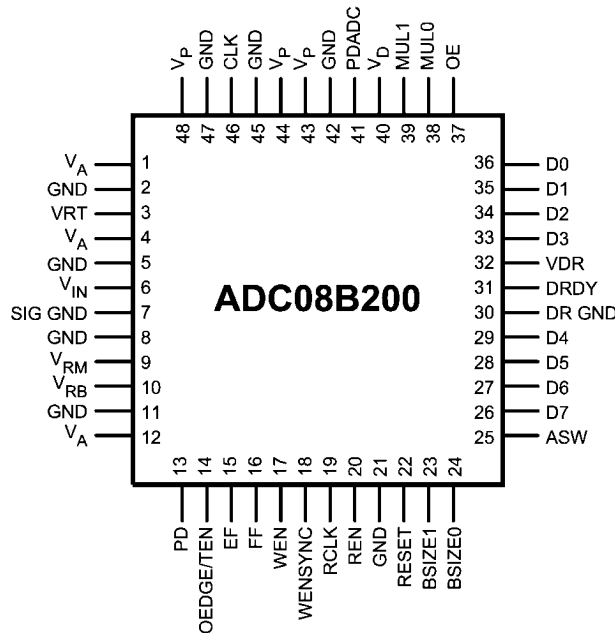 VP GND CLK GND VP VP GND PDADC VD MUL1 MUL0 OE
48 47 46 45 44 43 42 41 40 39 38 37
VA 1
GND 2
VRT 3
VA 4
GND 5
VIN 6
SIG GND 7
GND 8
VRM 9
VRB 10
GND 11
VA 12
ADC08B200
36 D0
35 D1
34 D2
33 D3
32 VDR
31 DRDY
30 DR GND
29 D4
28 D5
27 D6
26 D7
25 ASW
13 14 15 16 17 18 19 20 21 22 23 24
PD OEDGE/TEN EF FF WEN WENSYNC RCLK REN GND RESET BSIZE1 BSIZE0